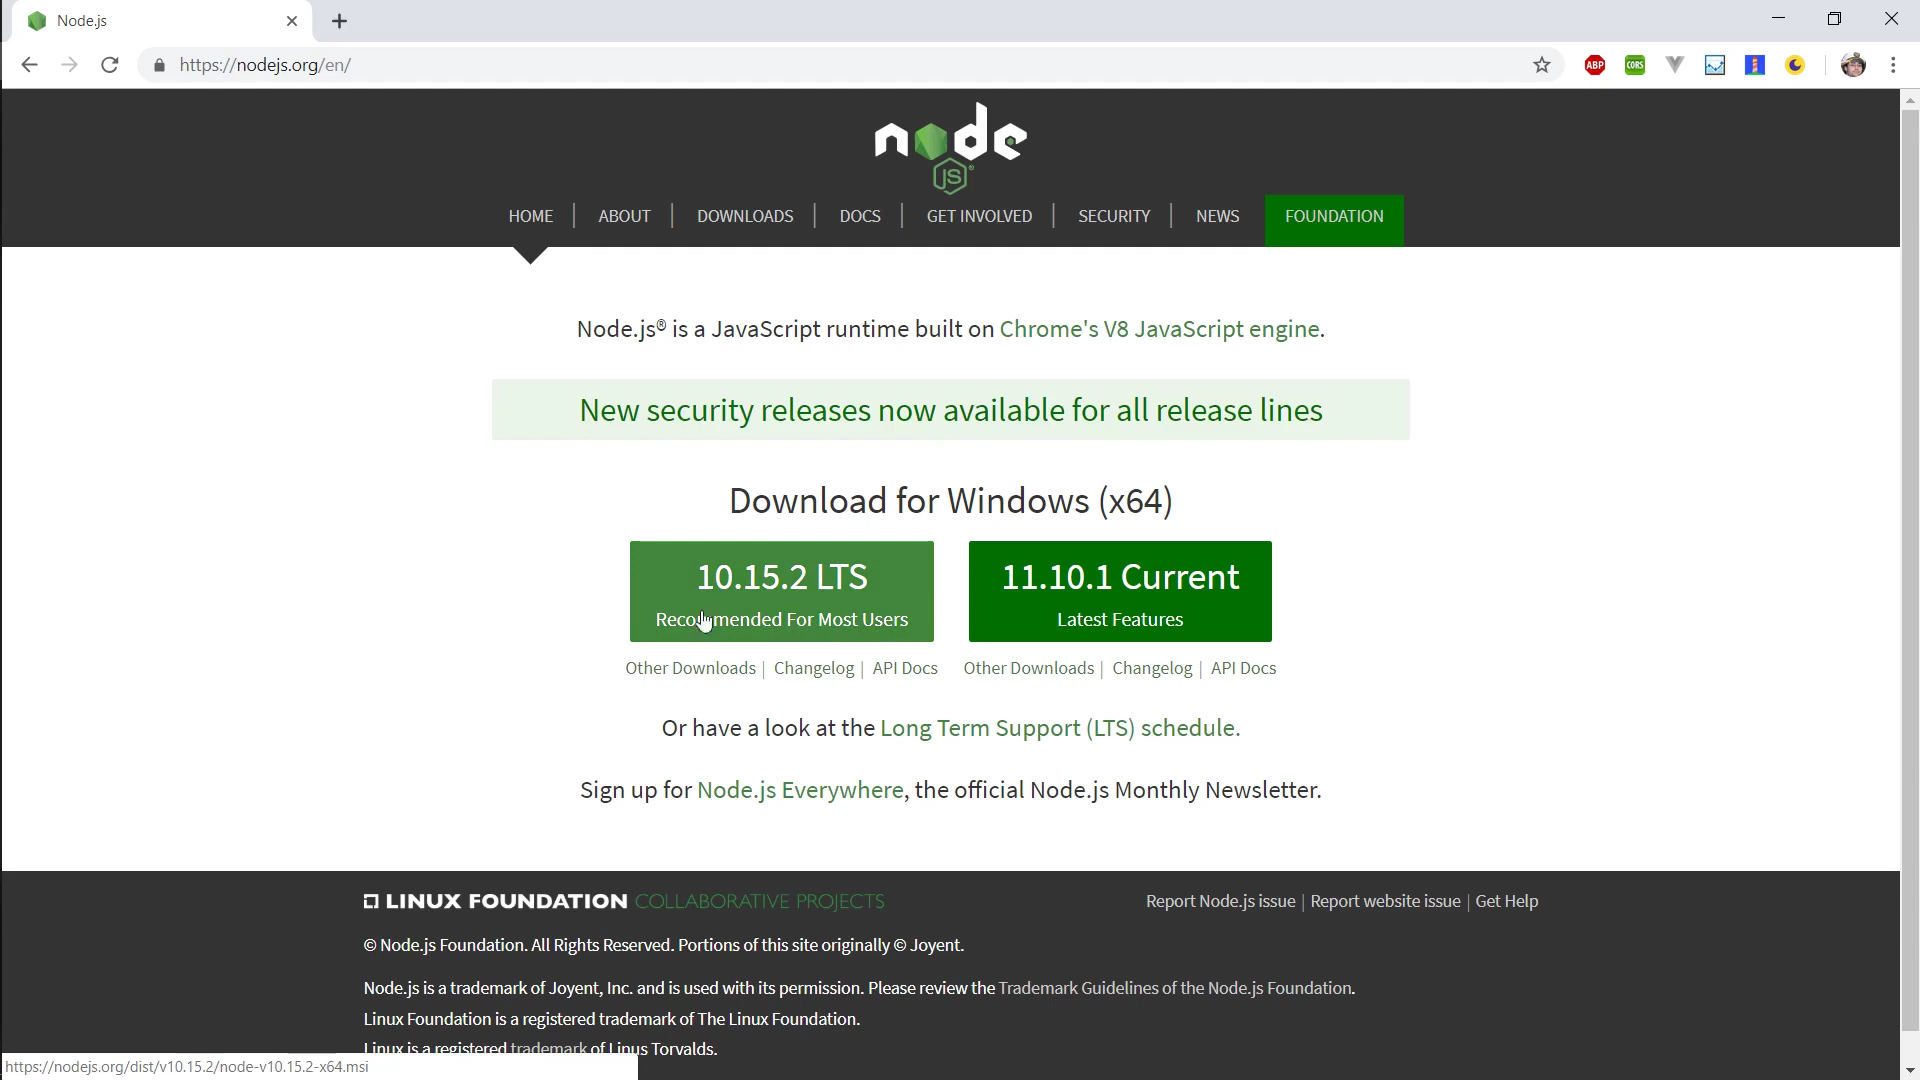 Node.js
https://nodejs.org/en/
ABP
CORS
node
JS
HOME | ABOUT | DOWNLOADS | DOCS | GET INVOLVED | SECURITY | NEWS FOUNDATION
Node.js® is a JavaScript runtime built on Chrome's V8 JavaScript engine.
New security releases now available for all release lines
Download for Windows (x64)
10.15.2 LTS
Recommended For Most Users
11.10.1 Current
Latest Features
Other Downloads | Changelog | API Docs
Other Downloads | Changelog | API Docs
Or have a look at the Long Term Support (LTS) schedule.
Sign up for Node.js Everywhere, the official Node.js Monthly Newsletter.
LINUX FOUNDATION COLLABORATIVE PROJECTS
Report Node.js issue | Report website issue | Get Help
© Node.js Foundation. All Rights Reserved. Portions of this site originally © Joyent.
Node.js is a trademark of Joyent, Inc. and is used with its permission. Please review the Trademark Guidelines of the Node.js Foundation.
Linux Foundation is a registered trademark of The Linux Foundation.
Linux is a registered trademark of Linus Torvalds.
https://nodejs.org/dist/v10.15.2/node-v10.15.2-x64.msi